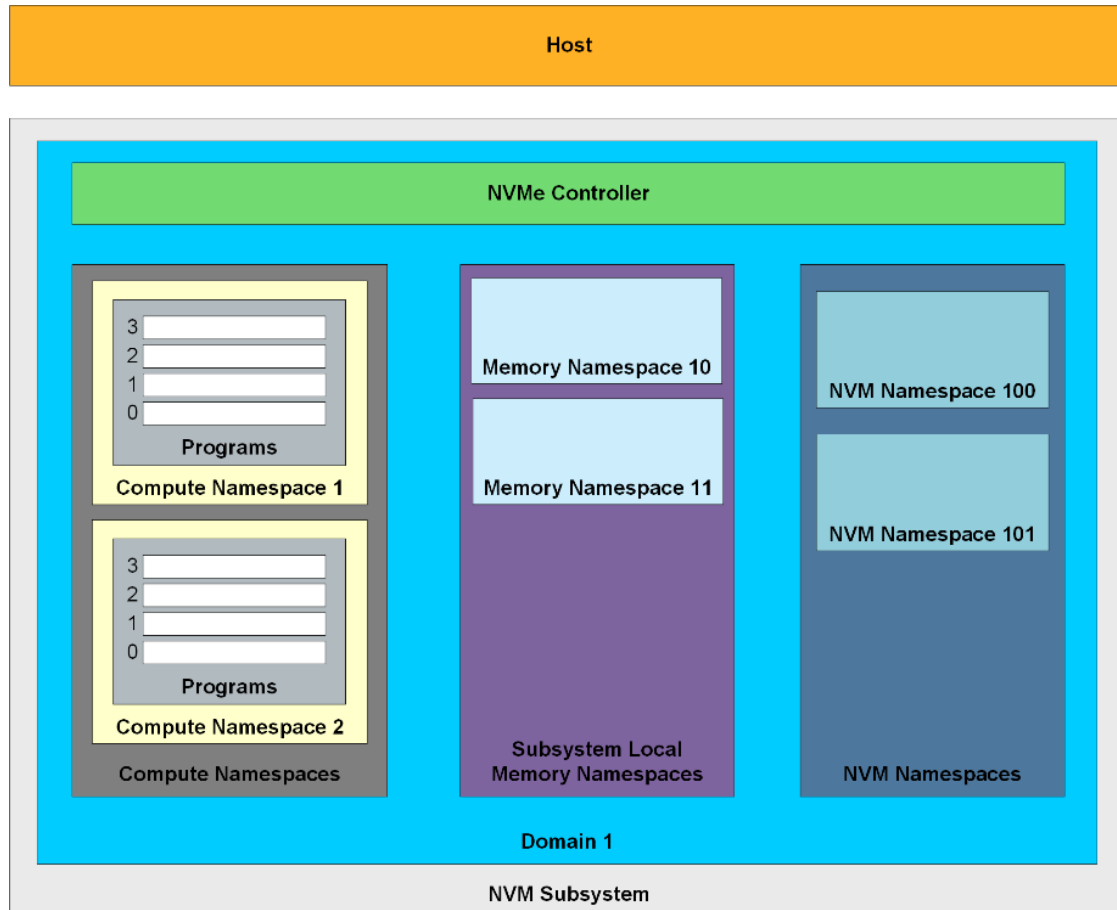 Host
NVMe Controller
3
2
1
0
Programs
Compute Namespace 1
3
2
1
0
Programs
Compute Namespace 2
Compute Namespaces
Memory Namespace 10
Memory Namespace 11
Subsystem Local
Memory Namespaces
NVM Namespace 100
NVM Namespace 101
NVM Namespaces
Domain 1
NVM Subsystem